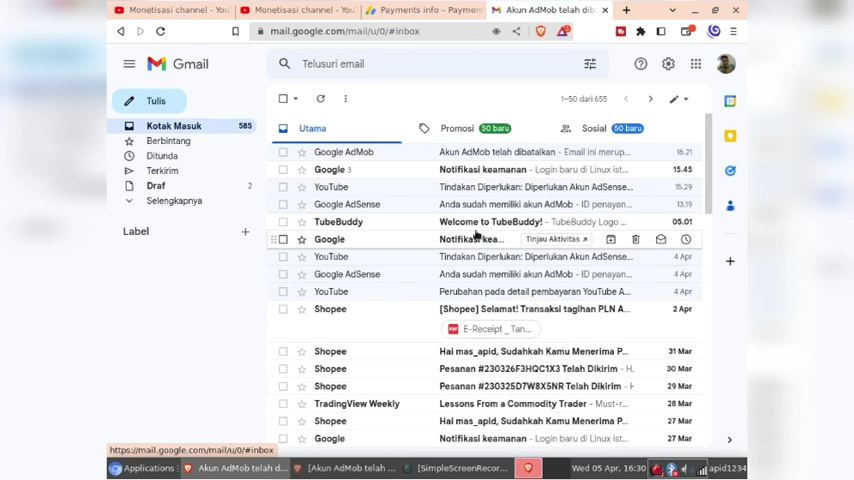 Monetisasi channel - You
Monetisasi channel - You
Payments info – Payment
Akun AdMob telah dib
mail.google.com/mail/u/0/#inbox
Gmail
Telusuri email
Tulis
1–50 dari 655
Kotak Masuk 585
Utama
Promosi 50 baru
Sosial 50 baru
Berbintang
Ditunda
Terkirim
Draf 2
Selengkapnya
Label
Google AdMob Akun AdMob telah dibatalkan - Email ini merup... 16.21
Google 3 Notifikasi keamanan - Login baru di Linux ist... 15.45
YouTube Tindakan Diperlukan: Diperlukan Akun AdSense... 15.29
Google AdSense Anda sudah memiliki akun AdMob - ID penayan... 13.19
TubeBuddy Welcome to TubeBuddy! - TubeBuddy Logo ... 05.01
Google Notifikasi kea... Tinjau Aktivitas
YouTube Tindakan Diperlukan: Diperlukan Akun AdSens... 4 Apr
Google AdSense Anda sudah memiliki akun AdMob - ID penayan... 4 Apr
YouTube Perubahan pada detail pembayaran YouTube A... 4 Apr
Shopee [Shopee] Selamat! Transaksi tagihan PLN A... 2 Apr
PDF E-Receipt _ Tan...
Shopee Hai mas_apid, Sudahkah Kamu Menerima P... 31 Mar
Shopee Pesanan #230326F3HQC1X3 Telah Dikirim - H. 30 Mar
Shopee Pesanan #230325D7W8X5NR Telah Dikirim - H 29 Mar
TradingView Weekly Lessons From a Commodity Trader - Must-r... 28 Mar
Shopee Hai mas_apid, Sudahkah Kamu Menerima P... 27 Mar
Google Notifikasi keamanan - Login baru di Linux ist... 27 Mar
https://mail.google.com/mail/u/0/#inbox
Applications
Akun AdMob telah d...
[Akun AdMob telah ...
[SimpleScreenRecor...
Wed 05 Apr, 16:30
apid1234